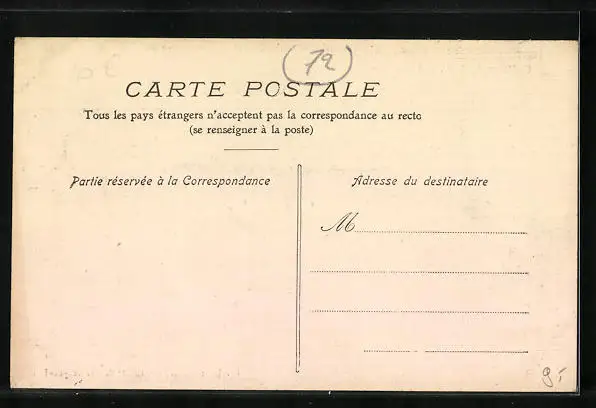 (72)
CARTE POSTALE
Tous les pays étrangers n'acceptent pas la correspondance au recto
(se renseigner à la poste)
Partie réservée à la Correspondance
Adresse du destinataire
M